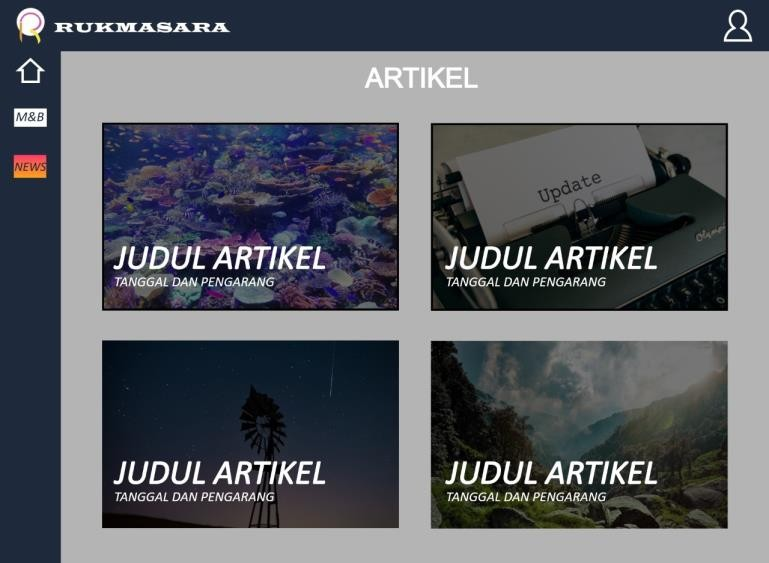 RUKMASARA
ARTIKEL
M&B
NEWS
Update
Olympi
JUDUL ARTIKEL
TANGGAL DAN PENGARANG
JUDUL ARTIKEL
TANGGAL DAN PENGARANG
JUDUL ARTIKEL
TANGGAL DAN PENGARANG
JUDUL ARTIKEL
TANGGAL DAN PENGARANG